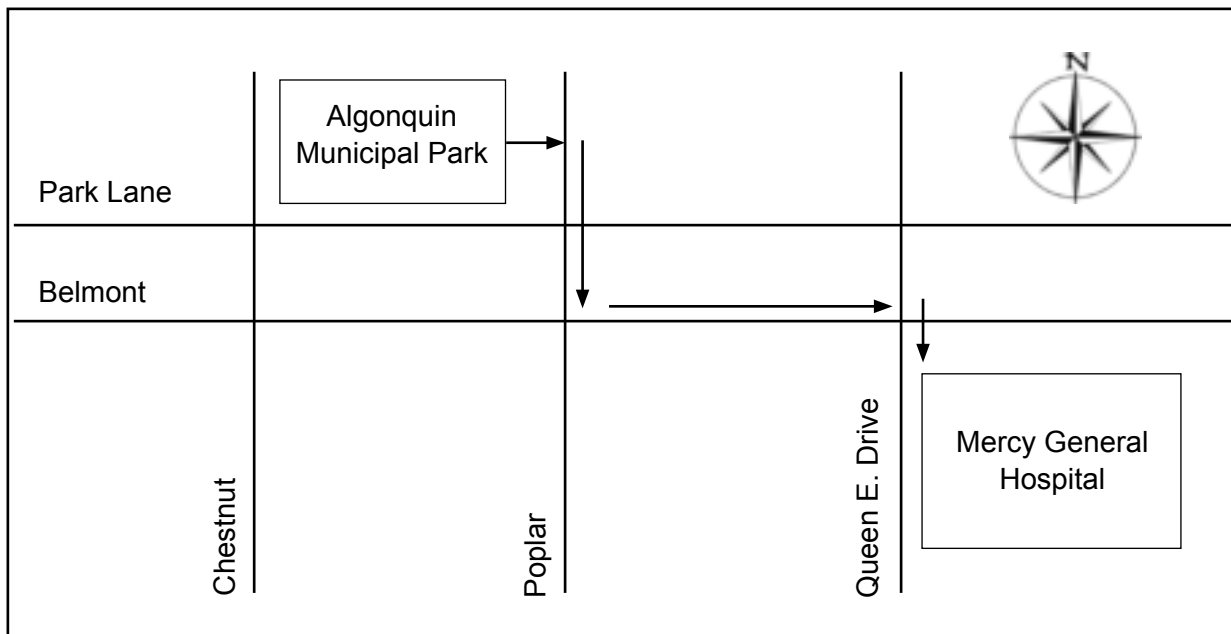 N
Algonquin
Municipal Park
Park Lane
Belmont
Chestnut
Poplar
Queen E. Drive
Mercy General
Hospital